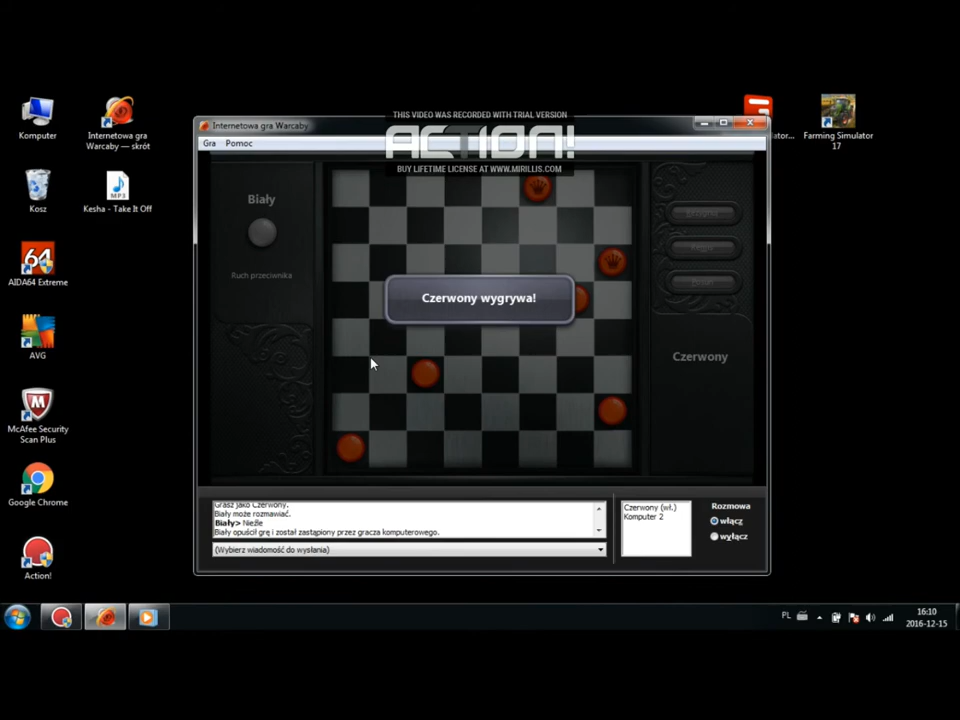 THIS VIDEO WAS RECORDED WITH TRIAL VERSION
ACTION!
BUY LIFETIME LICENSE AT WWW.MIRILLIS.COM
Komputer
Internetowa gra
Warcaby — skrót
Kosz
Kesha - Take It Off
64
AIDA64 Extreme
AVG
McAfee Security
Scan Plus
Google Chrome
Action!
Farming Simulator
17
Internetowa gra Warcaby
Gra Pomoc
Biały
Ruch przeciwnika
Czerwony wygrywa!
Czerwony
Grasz jako Czerwony.
Biały może rozmawiać.
Biały> Nieźle
Biały opuścił grę i został zastąpiony przez gracza komputerowego.
(Wybierz wiadomość do wysłania)
Czerwony (wł.)
Komputer 2
Rozmowa
włącz
wyłącz
PL
16:10
2016-12-15